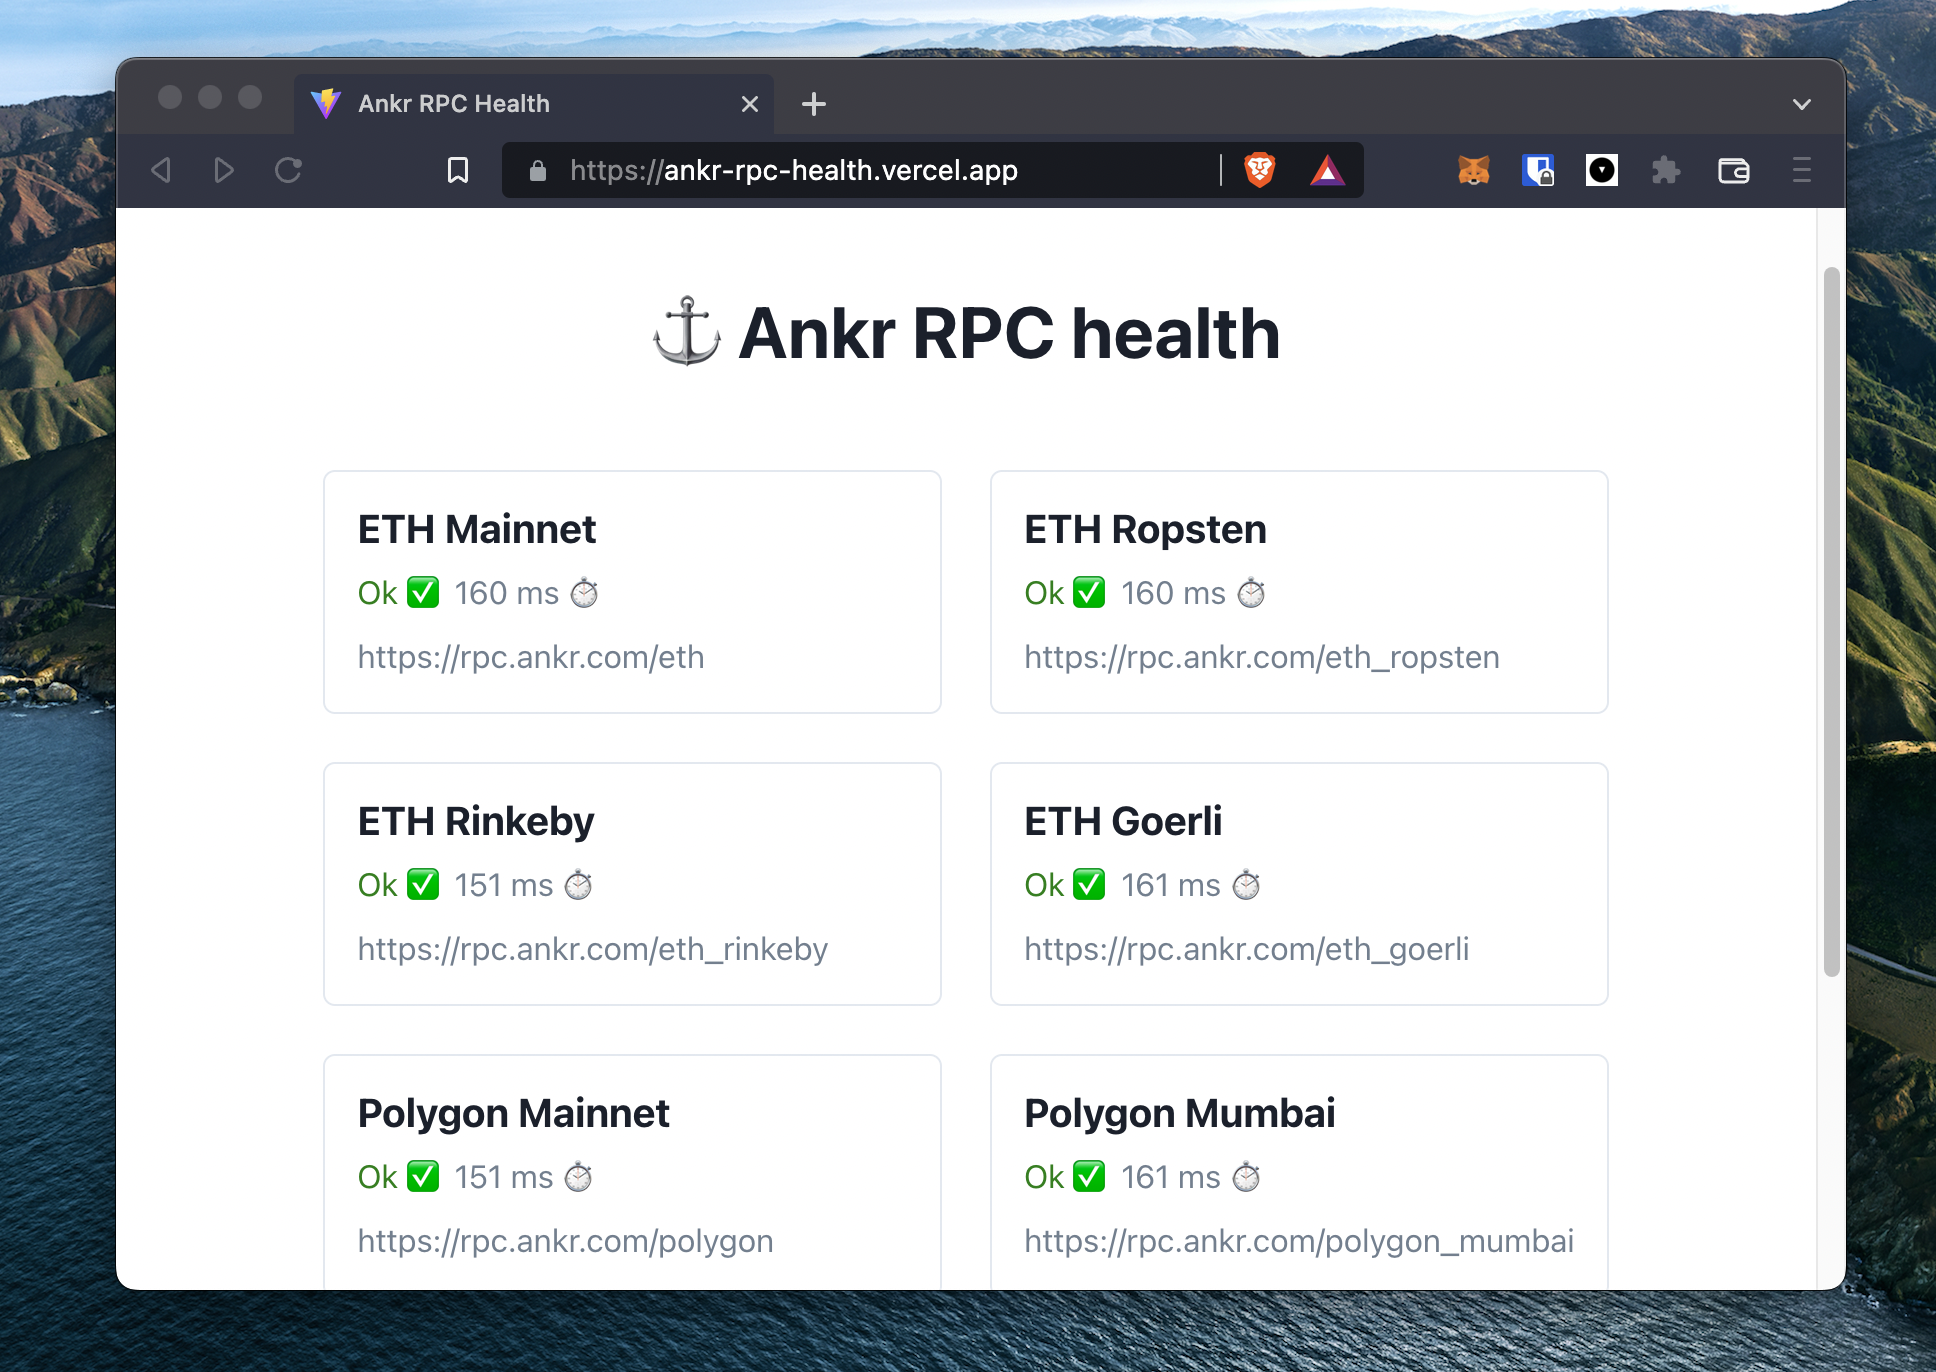 Ankr RPC Health
https://ankr-rpc-health.vercel.app
Ankr RPC health
ETH Mainnet
Ok ✅ 160 ms ⏱
https://rpc.ankr.com/eth
ETH Ropsten
Ok ✅ 160 ms ⏱
https://rpc.ankr.com/eth_ropsten
ETH Rinkeby
Ok ✅ 151 ms ⏱
https://rpc.ankr.com/eth_rinkeby
ETH Goerli
Ok ✅ 161 ms ⏱
https://rpc.ankr.com/eth_goerli
Polygon Mainnet
Ok ✅ 151 ms ⏱
https://rpc.ankr.com/polygon
Polygon Mumbai
Ok ✅ 161 ms ⏱
https://rpc.ankr.com/polygon_mumbai